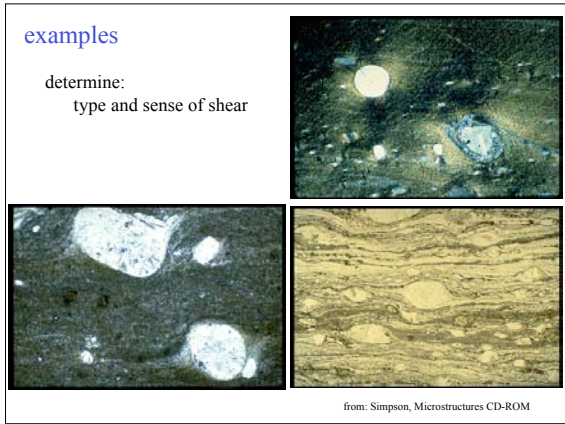 examples
determine:
type and sense of shear
from: Simpson, Microstructures CD-ROM